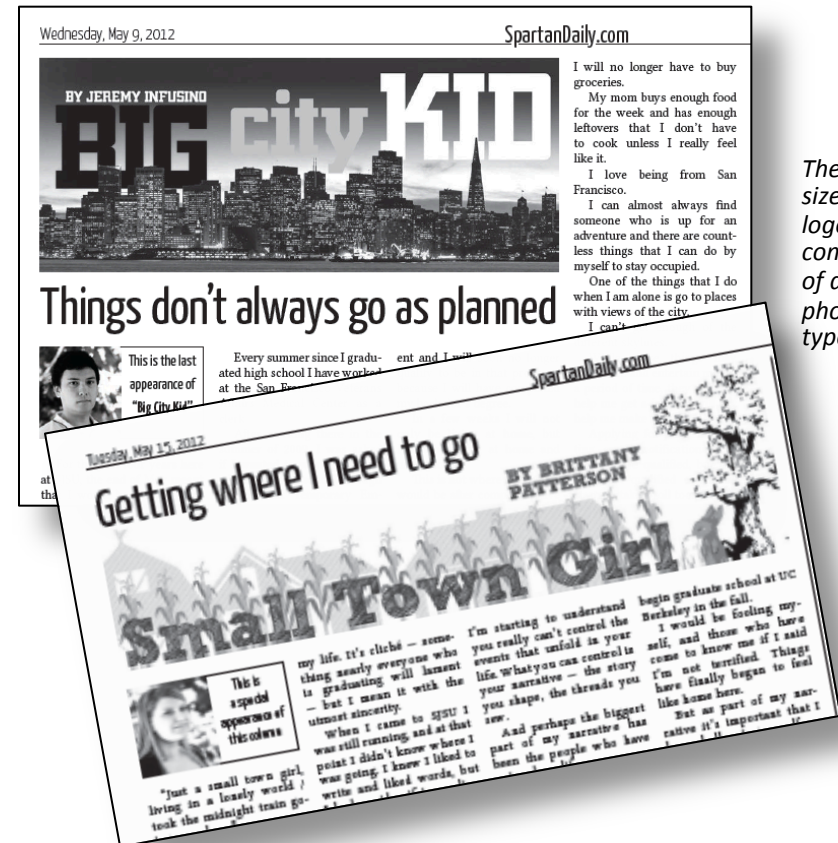 Wednesday, May 9, 2012
SpartanDaily.com
BY JEREMY INFUSINO
BIG city KID
Things don't always go as planned
This is the last
appearance of
"Big City Kid"
Every summer since I gradu-
ated high school I have worked
at the San
ent and I
at
tha
I will no longer have to buy
groceries.
My mom buys enough food
for the week and has enough
leftovers that I don't have
to cook unless I really feel
like it.
I love being from San
Francisco.
I can almost always find
someone who is up for an
adventure and there are count-
less things that I can do by
myself to stay occupied.
One of the things that I do
when I am alone is go to places
with views of the city.
I can't
The
size
log
con
of a
pho
typ
Tuesday, May 15, 2012
SpartanDaily.com
Getting where I need to go
BY BRITTANY
PATTERSON
Small Town Girl
This is
a special
appearance of
this column
"Just a small town girl,
living in a lonely world /
took the midnight train go-
my life. It's cliché — some-
thing nearly everyone who
is graduating will lament
— but I mean it with the
utmost sincerity.
When I came to SJSU I
was still running, and at that
point I didn't know where I
was going. I knew I liked to
write and liked words, but
I'm starting to understand
you really can't control the
events that unfold in your
life. What you can control is
your narrative — the story
you shape, the threads you
sew.
And perhaps the biggest
part of my narrative has
been the people who have
begin graduate school at UC
Berkeley in the fall.
I would be fooling my-
self, and those who have
come to know me if I said
I'm not terrified. Things
have finally begun to feel
like home here.
But as part of my nar-
rative it's important that I